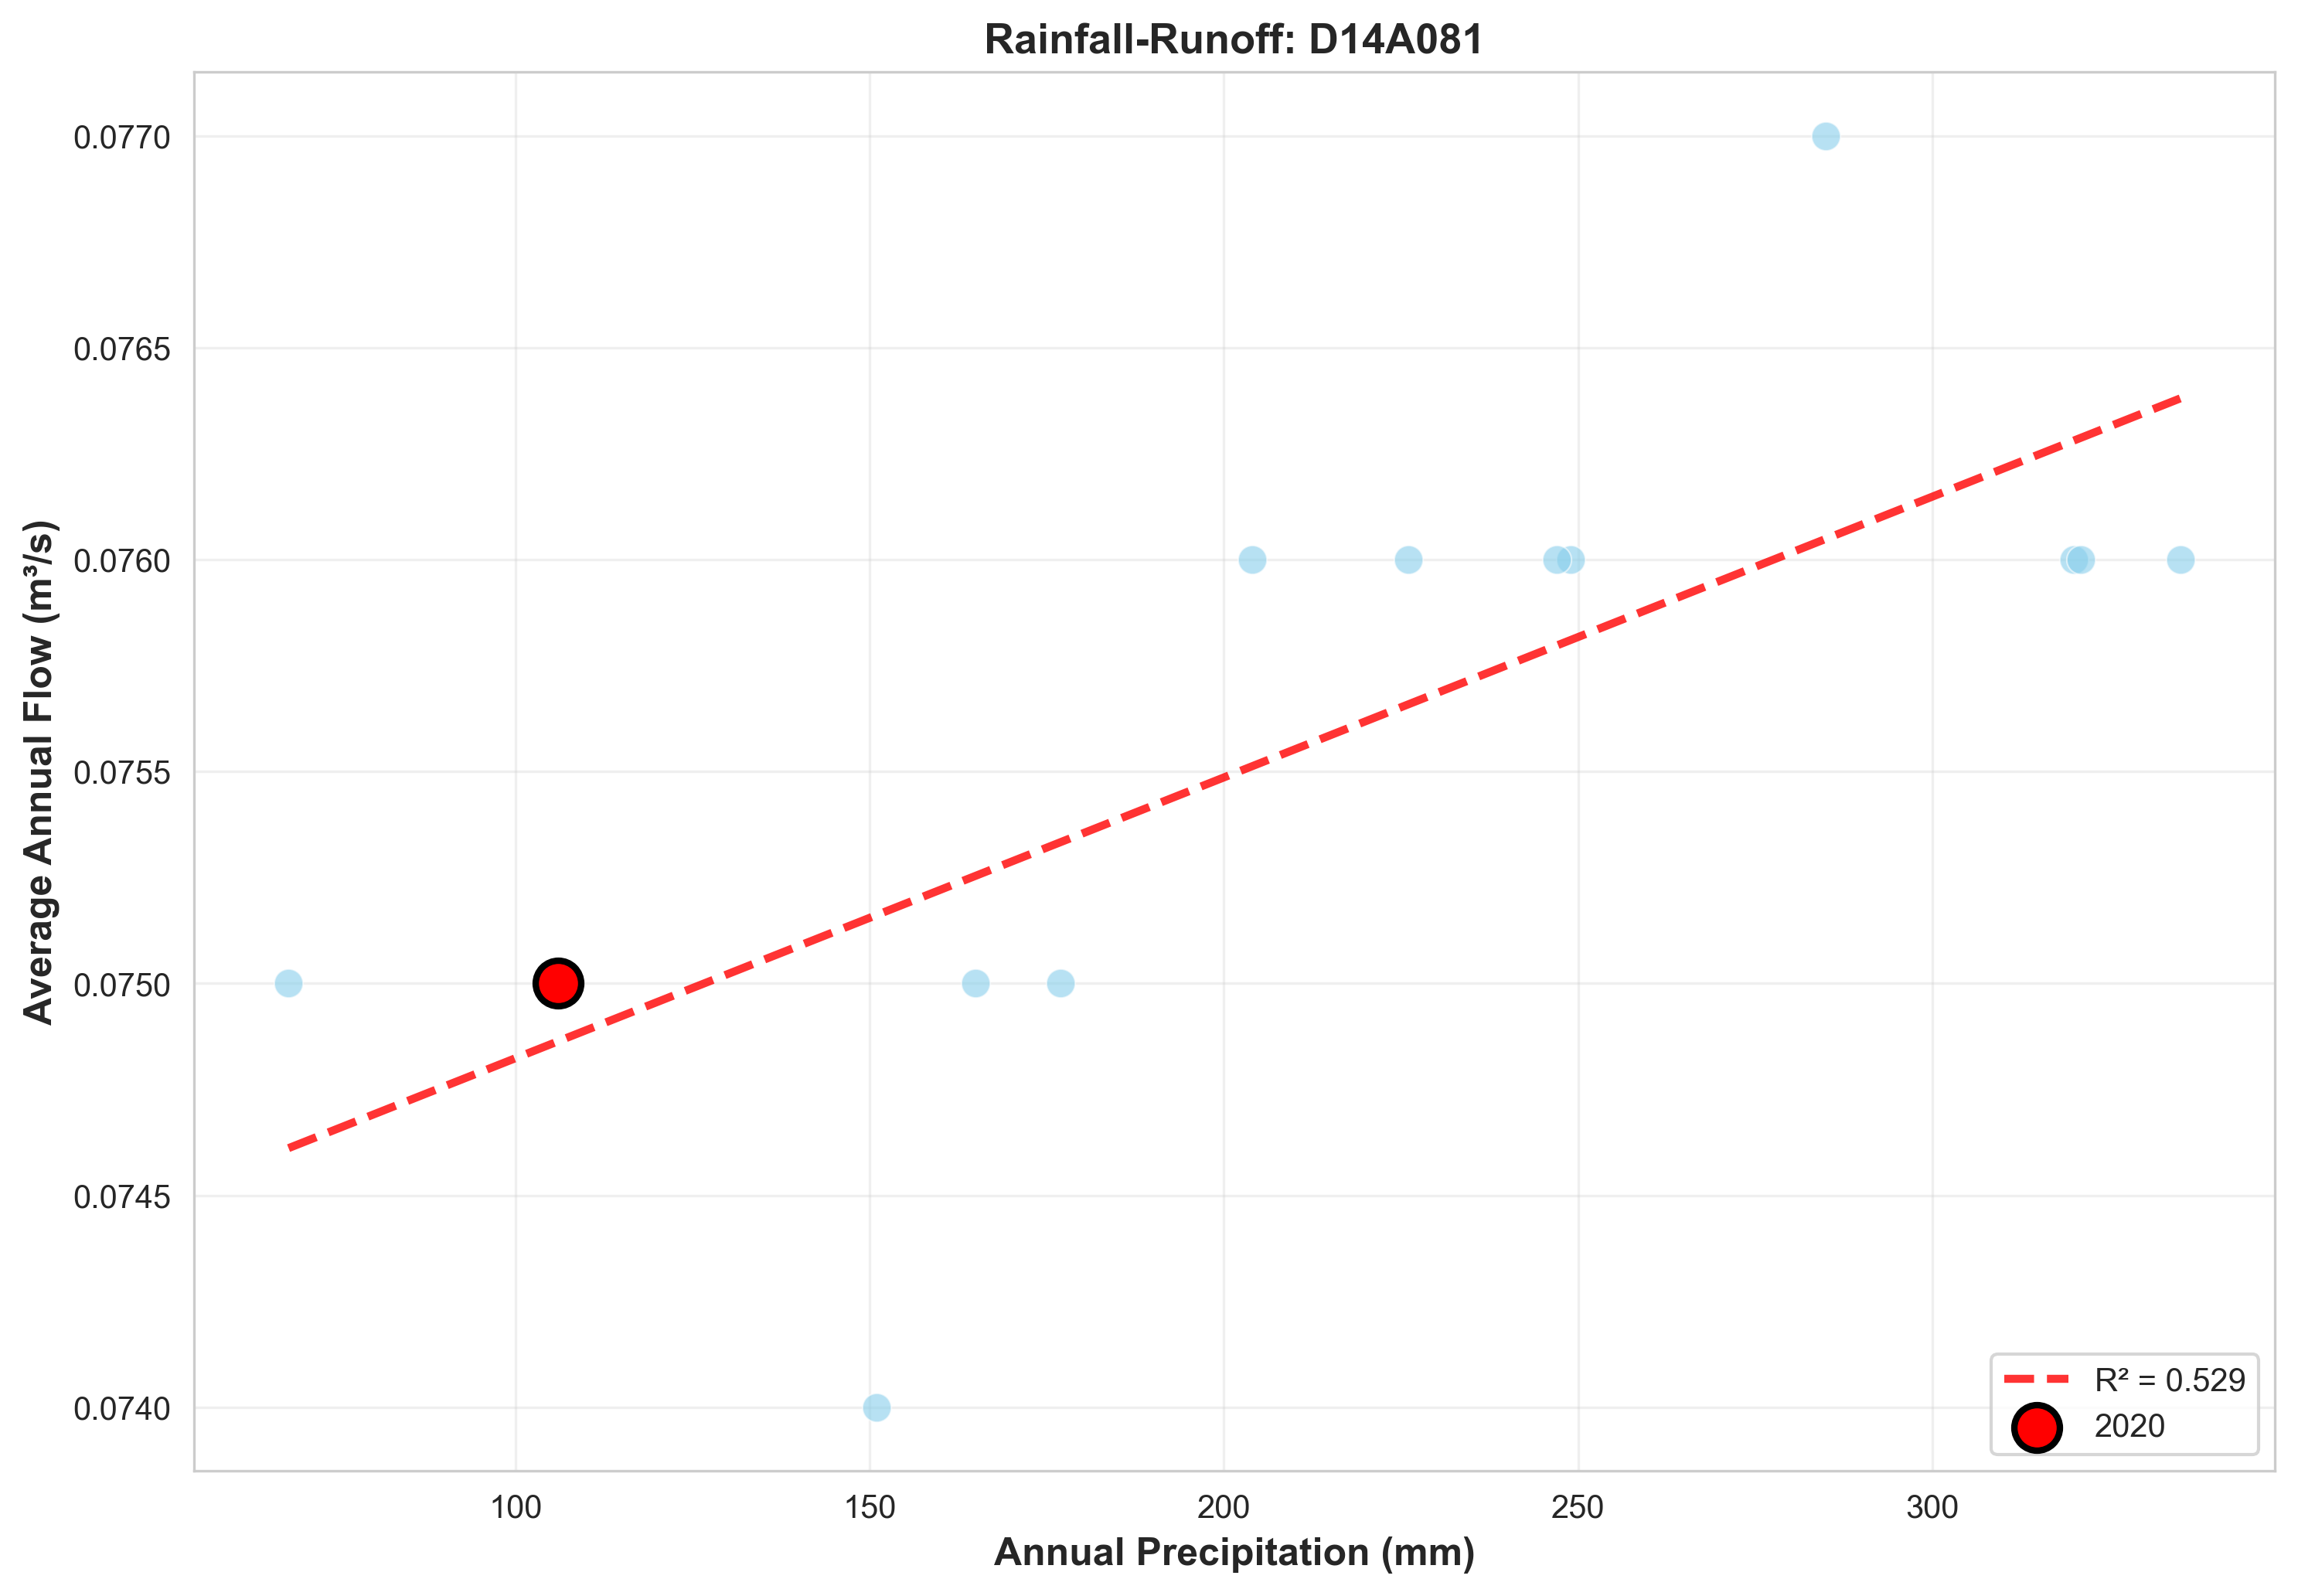 Rainfall-Runoff: D14A081
Average Annual Flow (m³/s)
0.0770
0.0765
0.0760
0.0755
0.0750
0.0745
0.0740
100 150 200 250 300
Annual Precipitation (mm)
R² = 0.529
2020